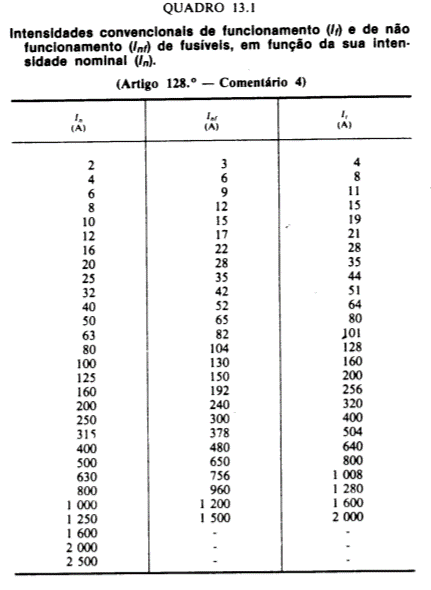 QUADRO 13.1
Intensidades convencionais de funcionamento (If) e de não
funcionamento (Inf) de fusíveis, em função da sua inten-
sidade nominal (In).
(Artigo 128.º — Comentário 4)
In (A) Inf (A) If (A)
2 3 4
4 6 8
6 9 11
8 12 15
10 15 19
12 17 21
16 22 28
20 28 35
25 35 44
32 42 51
40 52 64
50 65 80
63 82 101
80 104 128
100 130 160
125 150 200
160 192 256
200 240 320
250 300 400
315 378 504
400 480 640
500 650 800
630 756 1 008
800 960 1 280
1 000 1 200 1 600
1 250 1 500 2 000
1 600 - -
2 000 - -
2 500 - -